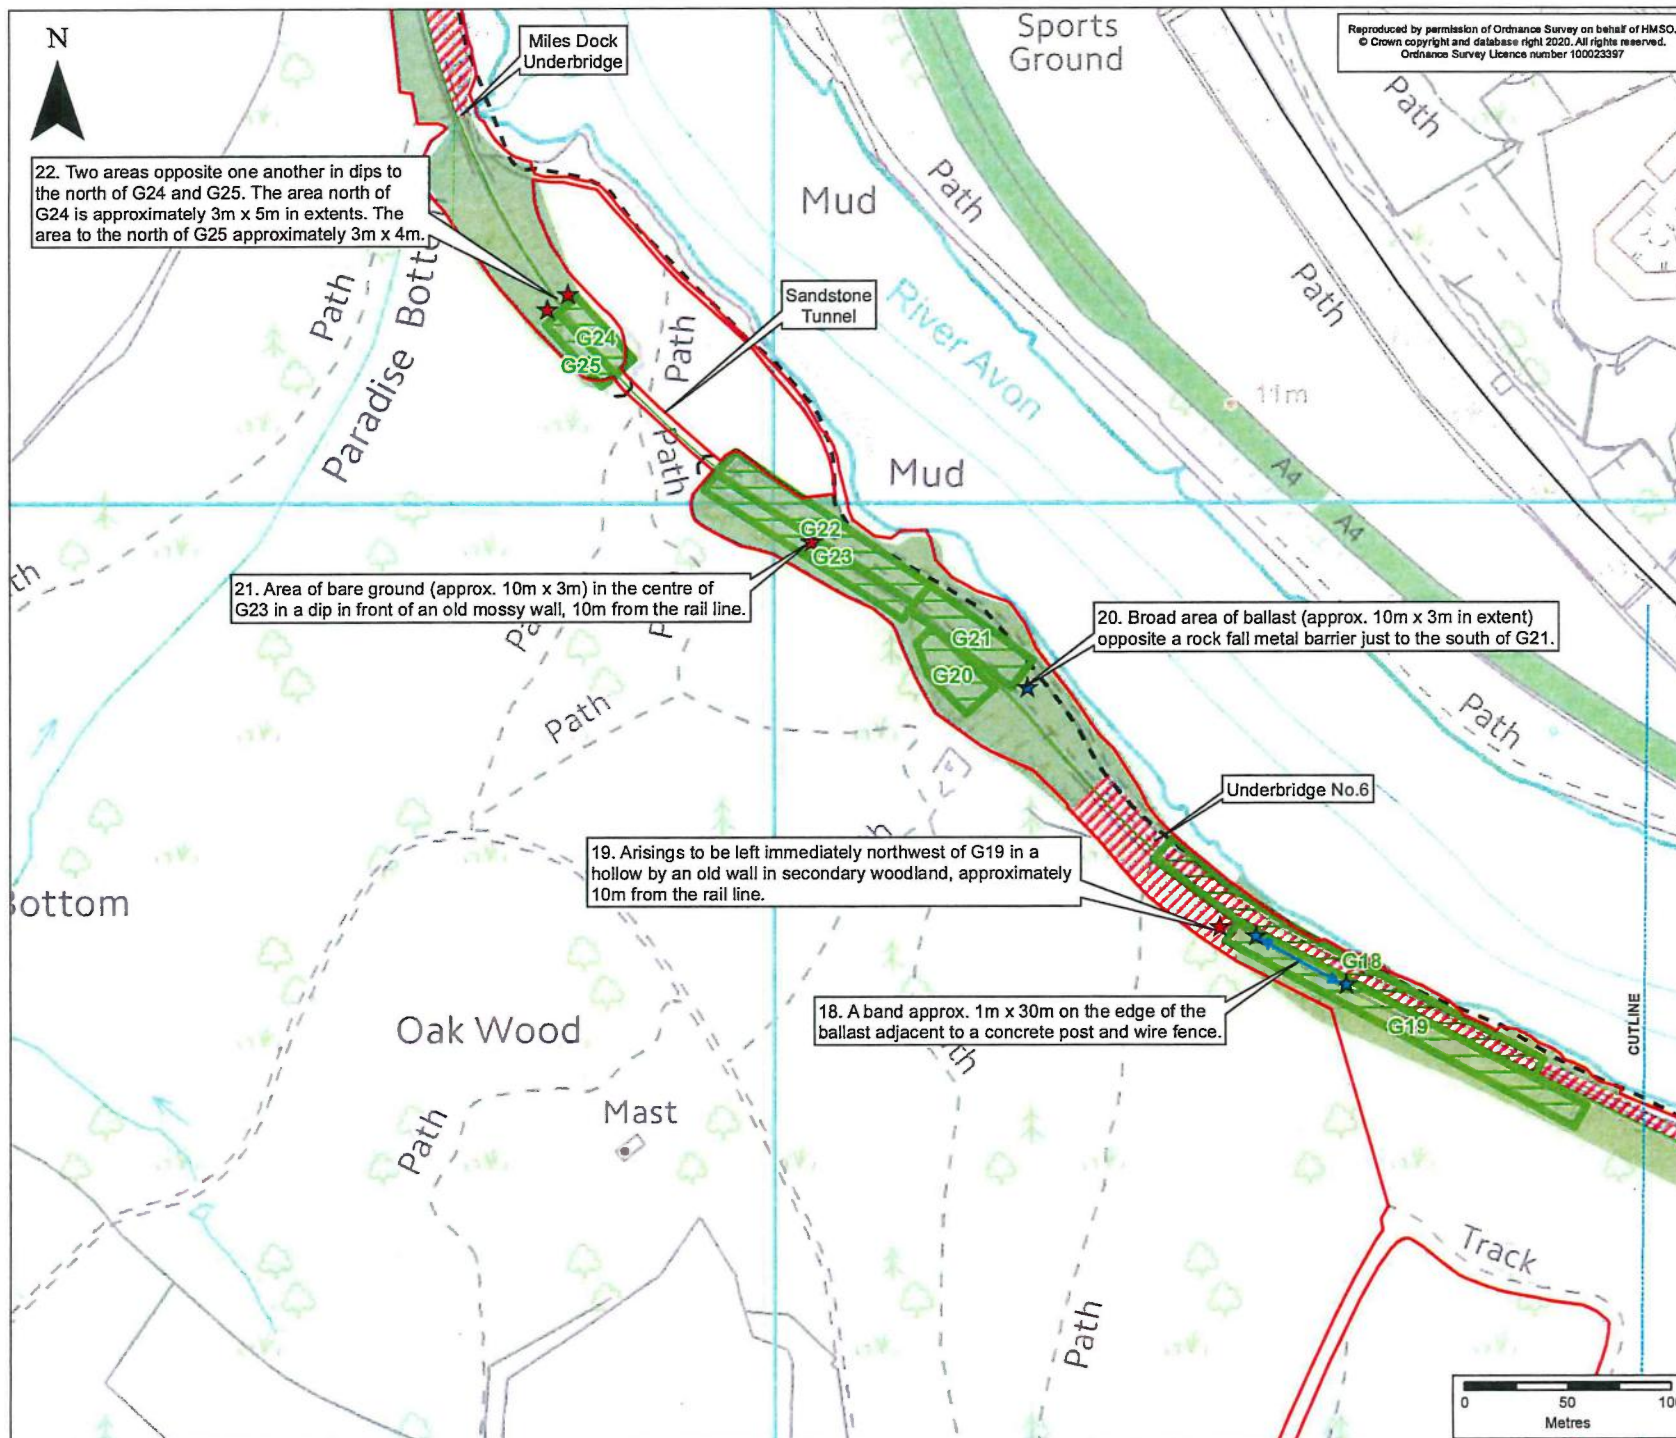 N
Miles Dock
Underbridge
Sports
Ground
Reproduced by permission of Ordnance Survey on behalf of HMSO.
© Crown copyright and database right 2020. All rights reserved.
Ordnance Survey Licence number 100023397
Path
22. Two areas opposite one another in dips to
the north of G24 and G25. The area north of
G24 is approximately 3m x 5m in extents. The
area to the north of G25 approximately 3m x 4m.
Mud
Path
Path
Paradise Botto
Path
Sandstone
Tunnel
River Avon
Path
G24
G25
11m
Path
Mud
A4
A4
G22
G23
th
21. Area of bare ground (approx. 10m x 3m) in the centre of
G23 in a dip in front of an old mossy wall, 10m from the rail line.
20. Broad area of ballast (approx. 10m x 3m in extent)
opposite a rock fall metal barrier just to the south of G21.
G21
G20
Pa
P
Path
Path
Underbridge No.6
19. Arisings to be left immediately northwest of G19 in a
hollow by an old wall in secondary woodland, approximately
10m from the rail line.
h
Bottom
G18
18. A band approx. 1m x 30m on the edge of the
ballast adjacent to a concrete post and wire fence.
G19
CUTLINE
Oak Wood
th
Mast
Path
Track
Path
0 50 100
Metres